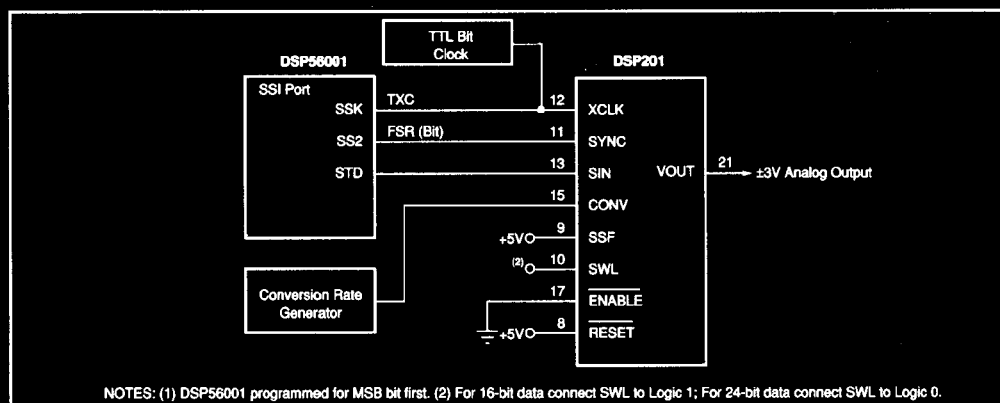 TTL Bit
Clock
DSP56001
DSP201
SSI Port
SSK
TXC
12
XCLK
SS2
FSR (Bit)
11
SYNC
STD
13
SIN
VOUT
21
±3V Analog Output
15
CONV
+5V
9
SSF
(2)
10
SWL
Conversion Rate
Generator
17
ENABLE
+5V
8
RESET
NOTES: (1) DSP56001 programmed for MSB bit first. (2) For 16-bit data connect SWL to Logic 1; For 24-bit data connect SWL to Logic 0.